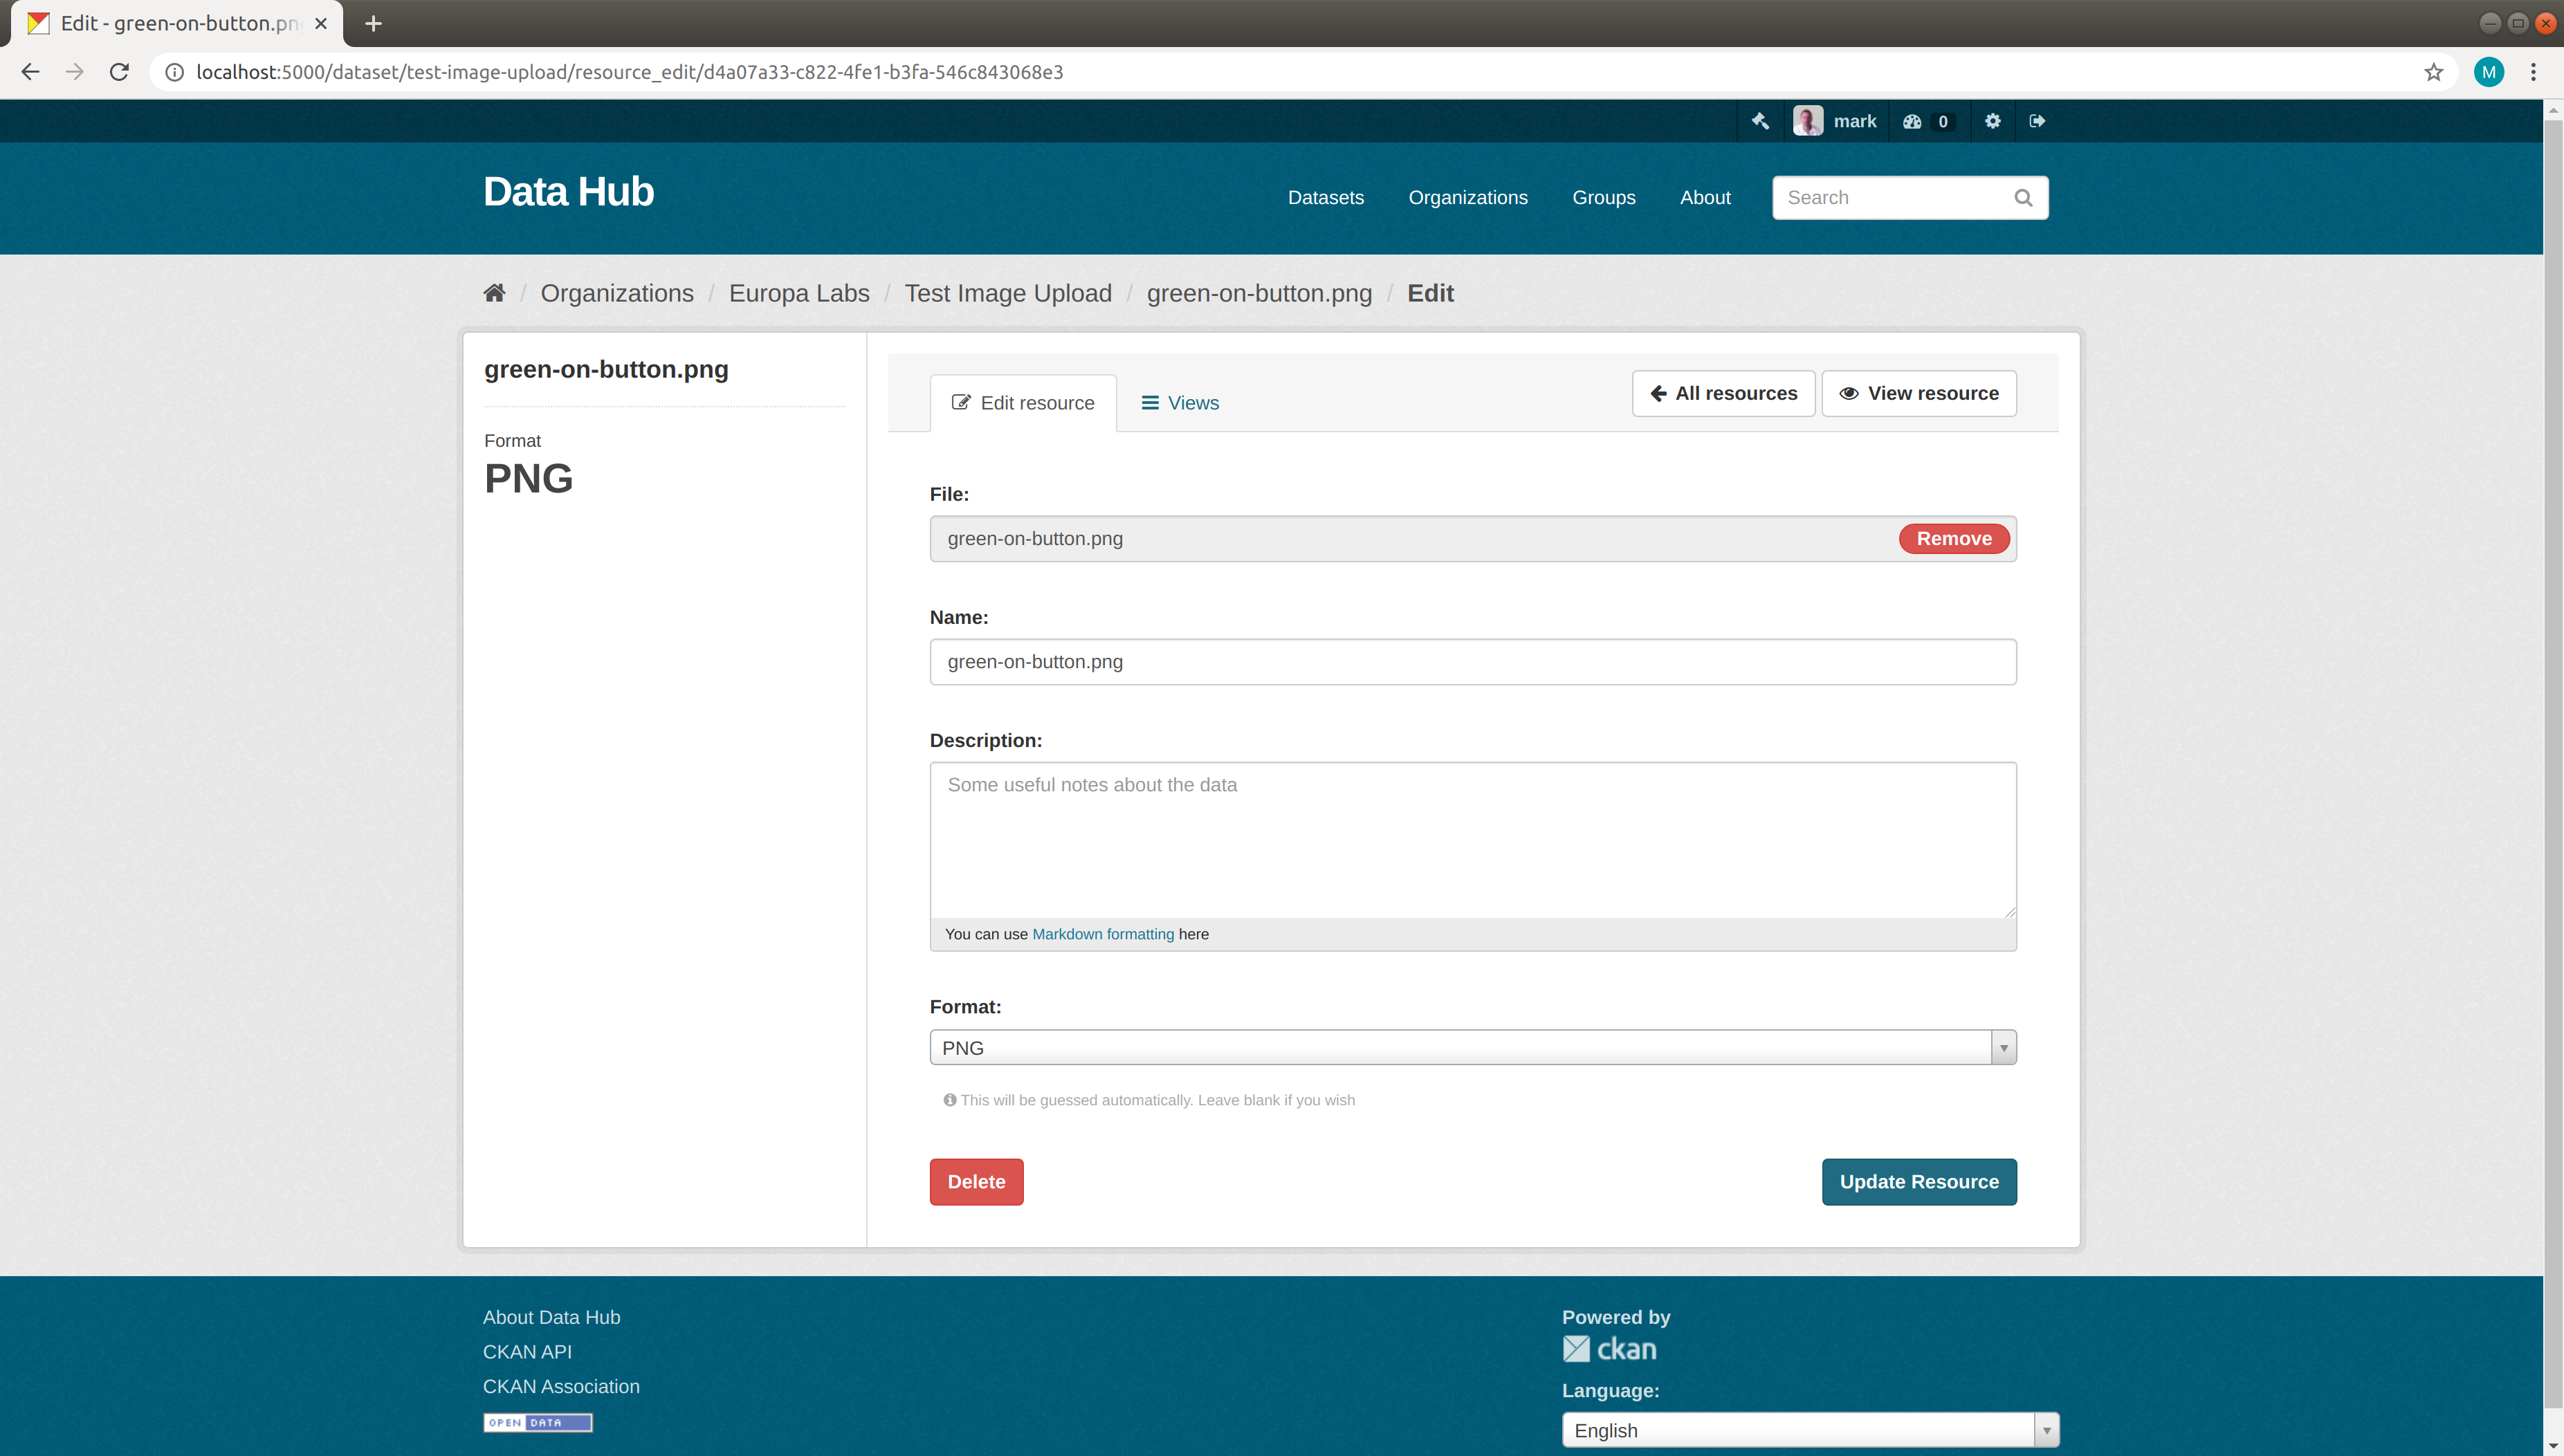 Edit - green-on-button.pn
localhost:5000/dataset/test-image-upload/resource_edit/d4a07a33-c822-4fe1-b3fa-546c843068e3
M
mark
0
Data Hub
Datasets
Organizations
Groups
About
Search
/ Organizations / Europa Labs / Test Image Upload / green-on-button.png / Edit
green-on-button.png
Format
PNG
Edit resource
Views
All resources
View resource
File:
green-on-button.png
Remove
Name:
green-on-button.png
Description:
Some useful notes about the data
You can use Markdown formatting here
Format:
PNG
This will be guessed automatically. Leave blank if you wish
Delete
Update Resource
About Data Hub
CKAN API
CKAN Association
OPEN DATA
Powered by
ckan
Language:
English